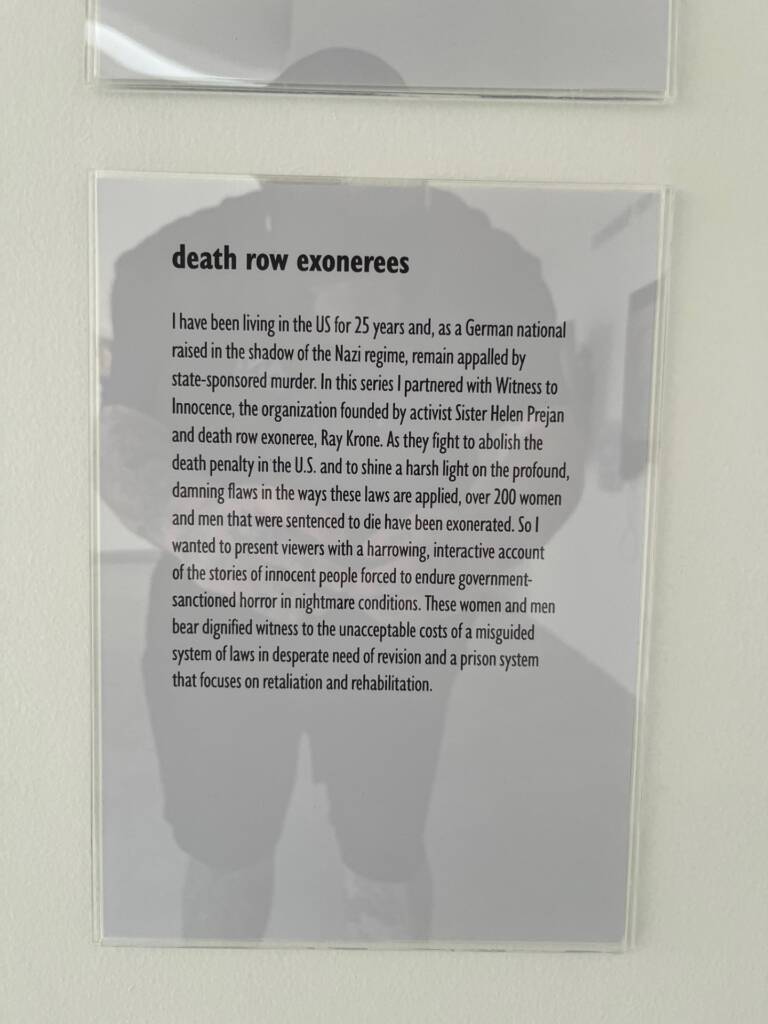 death row exonerees
I have been living in the US for 25 years and, as a German national
raised in the shadow of the Nazi regime, remain appalled by
state-sponsored murder. In this series I partnered with Witness to
Innocence, the organization founded by activist Sister Helen Prejan
and death row exoneree, Ray Krone. As they fight to abolish the
death penalty in the U.S. and to shine a harsh light on the profound,
damning flaws in the ways these laws are applied, over 200 women
and men that were sentenced to die have been exonerated. So I
wanted to present viewers with a harrowing, interactive account
of the stories of innocent people forced to endure government-
sanctioned horror in nightmare conditions. These women and men
bear dignified witness to the unacceptable costs of a misguided
system of laws in desperate need of revision and a prison system
that focuses on retaliation and rehabilitation.